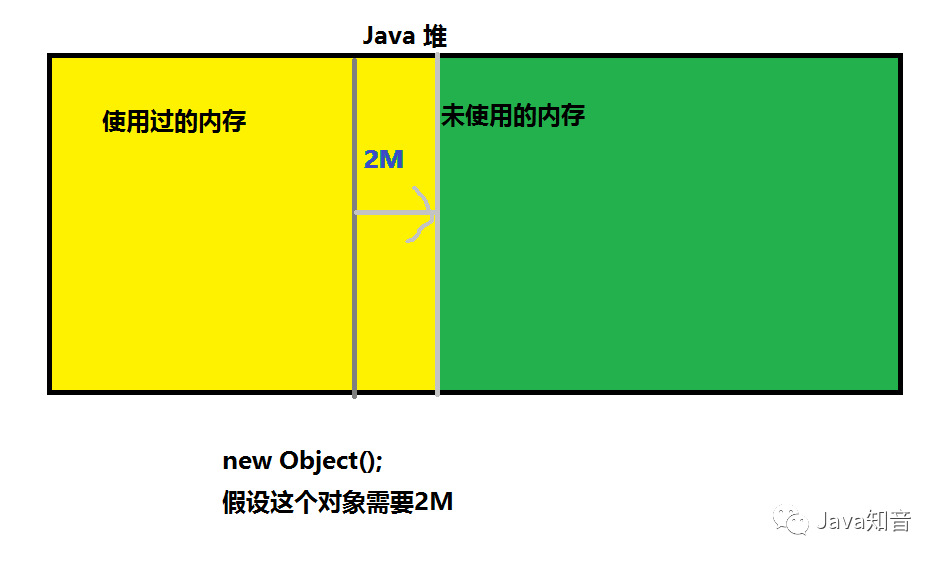 Java 堆
使用过的内存
未使用的内存
2M
new Object();
假设这个对象需要2M
Java知音